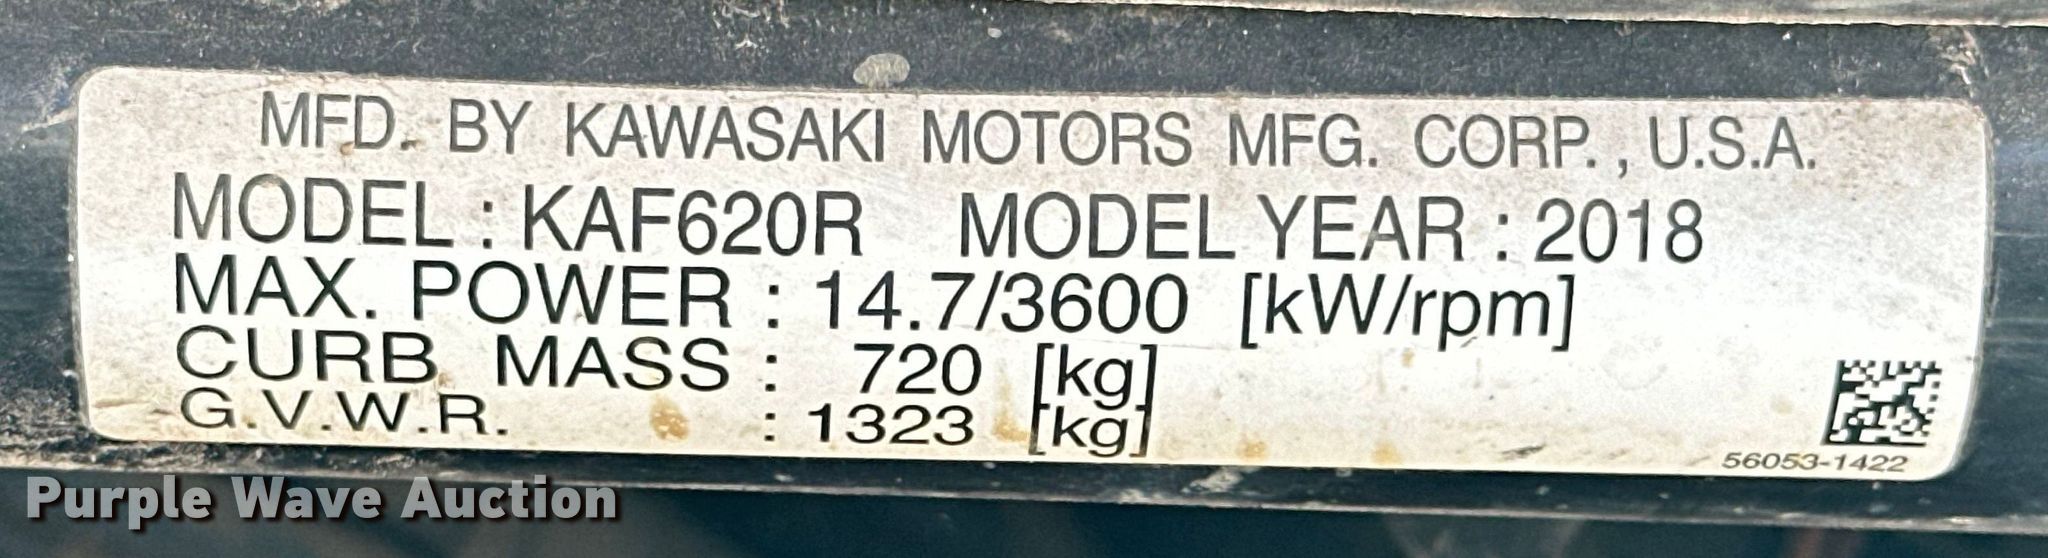 MFD. BY KAWASAKI MOTORS MFG. CORP., U.S.A.
MODEL : KAF620R MODEL YEAR : 2018
MAX. POWER : 14.7/3600 [kW/rpm]
CURB MASS : 720 [kg]
G.V.W.R. : 1323 [kg]
56053-1422
Purple Wave Auction